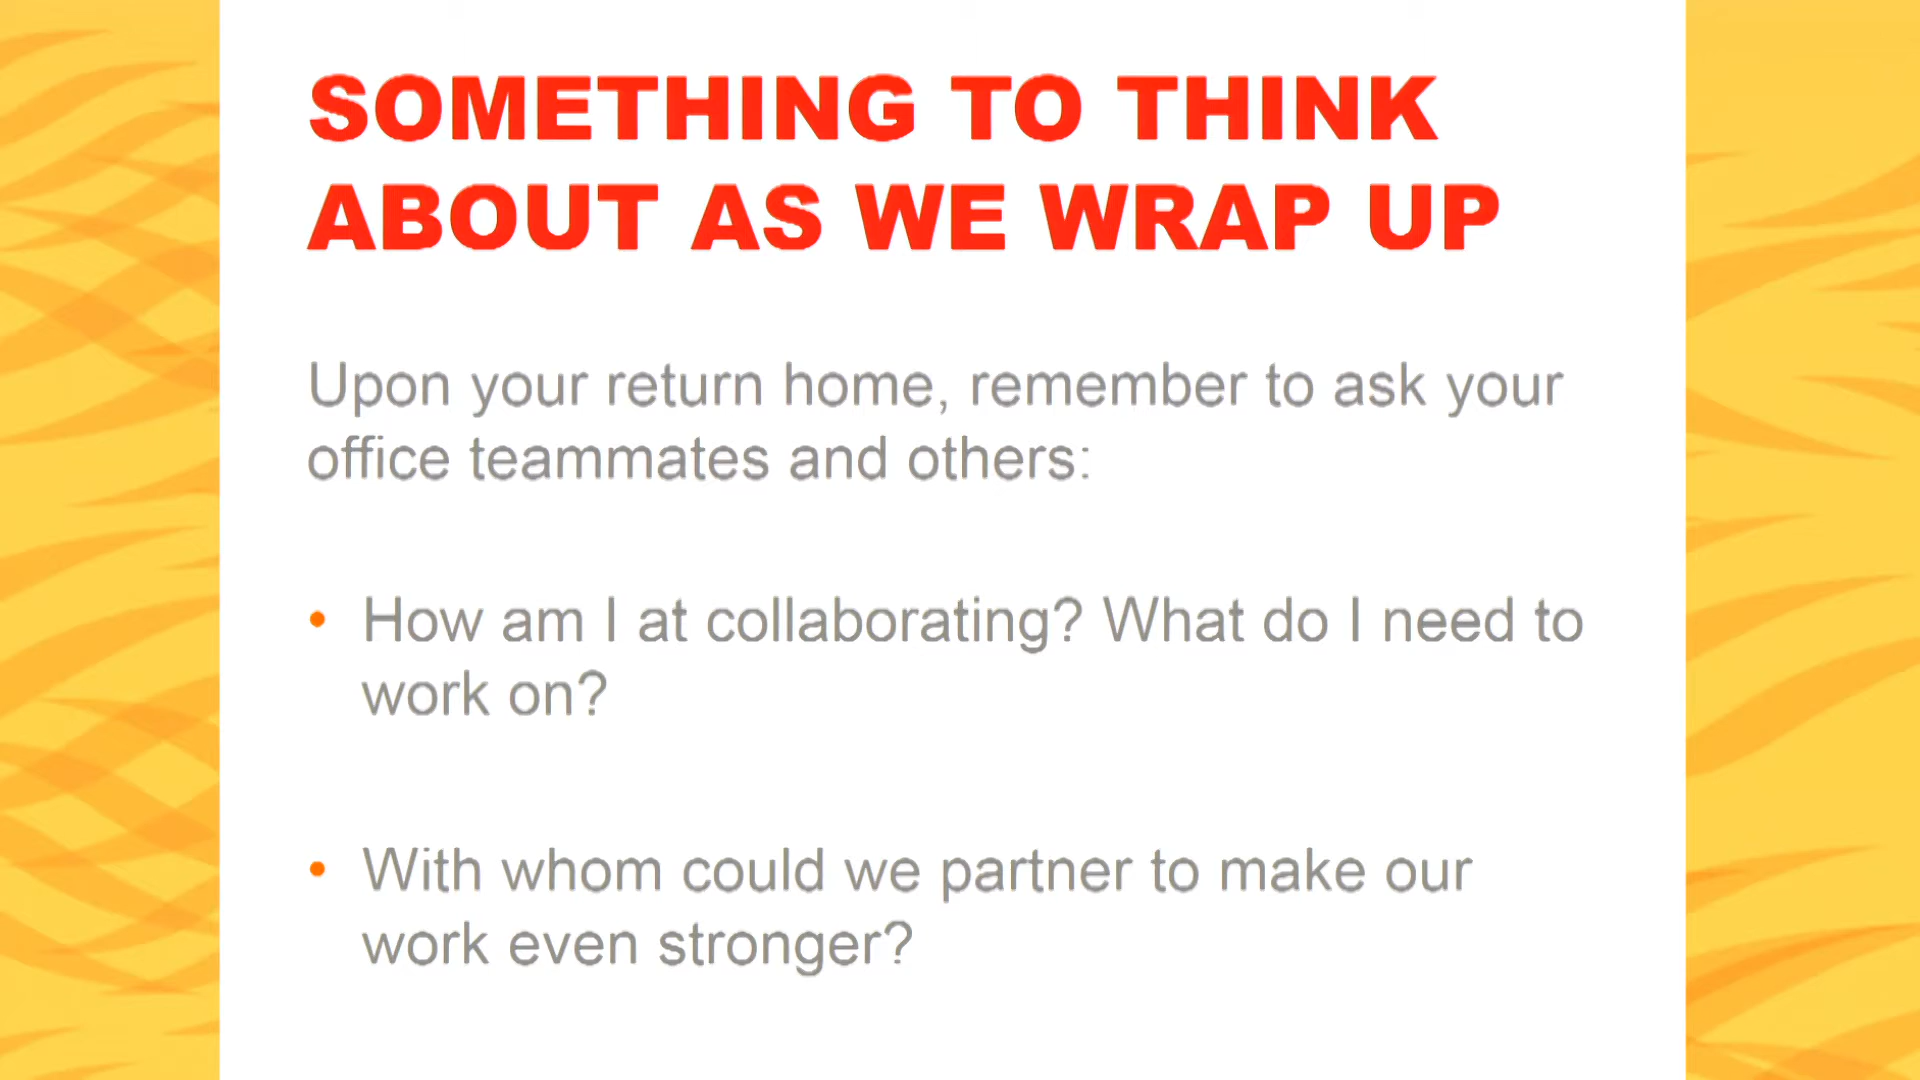 SOMETHING TO THINK
ABOUT AS WE WRAP UP
Upon your return home, remember to ask your
office teammates and others:
• How am I at collaborating? What do I need to
work on?
• With whom could we partner to make our
work even stronger?